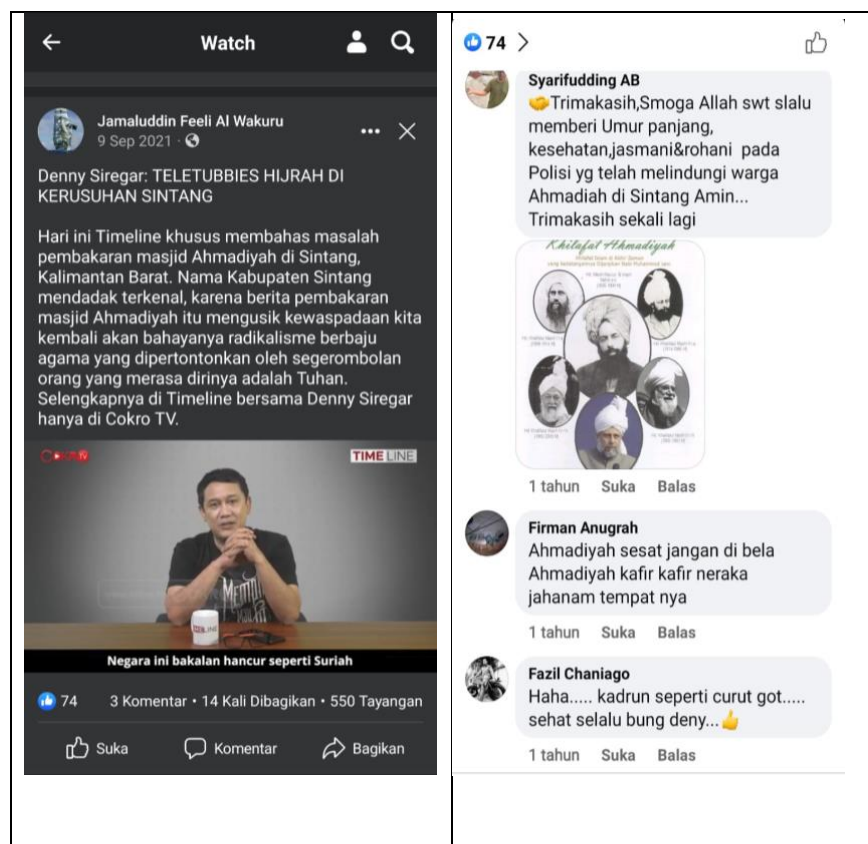 Watch
Jamaluddin Feeli Al Wakuru
9 Sep 2021
Denny Siregar: TELETUBBIES HIJRAH DI
KERUSUHAN SINTANG
Hari ini Timeline khusus membahas masalah
pembakaran masjid Ahmadiyah di Sintang,
Kalimantan Barat. Nama Kabupaten Sintang
mendadak terkenal, karena berita pembakaran
masjid Ahmadiyah itu mengusik kewaspadaan kita
kembali akan bahayanya radikalisme berbaju
agama yang dipertontonkan oleh segerombolan
orang yang merasa dirinya adalah Tuhan.
Selengkapnya di Timeline bersama Denny Siregar
hanya di Cokro TV.
TIMELINE
Negara ini bakalan hancur seperti Suriah
74 3 Komentar • 14 Kali Dibagikan • 550 Tayangan
Suka Komentar Bagikan
74
Syarifudding AB
Trimakasih,Smoga Allah swt slalu
memberi Umur panjang,
kesehatan,jasmani&rohani pada
Polisi yg telah melindungi warga
Ahmadiah di Sintang Amin...
Trimakasih sekali lagi
Khilafat Ahmadiyah
1 tahun Suka Balas
Firman Anugrah
Ahmadiyah sesat jangan di bela
Ahmadiyah kafir kafir neraka
jahanam tempat nya
1 tahun Suka Balas
Fazil Chaniago
Haha..... kadrun seperti curut got.....
sehat selalu bung deny...
1 tahun Suka Balas